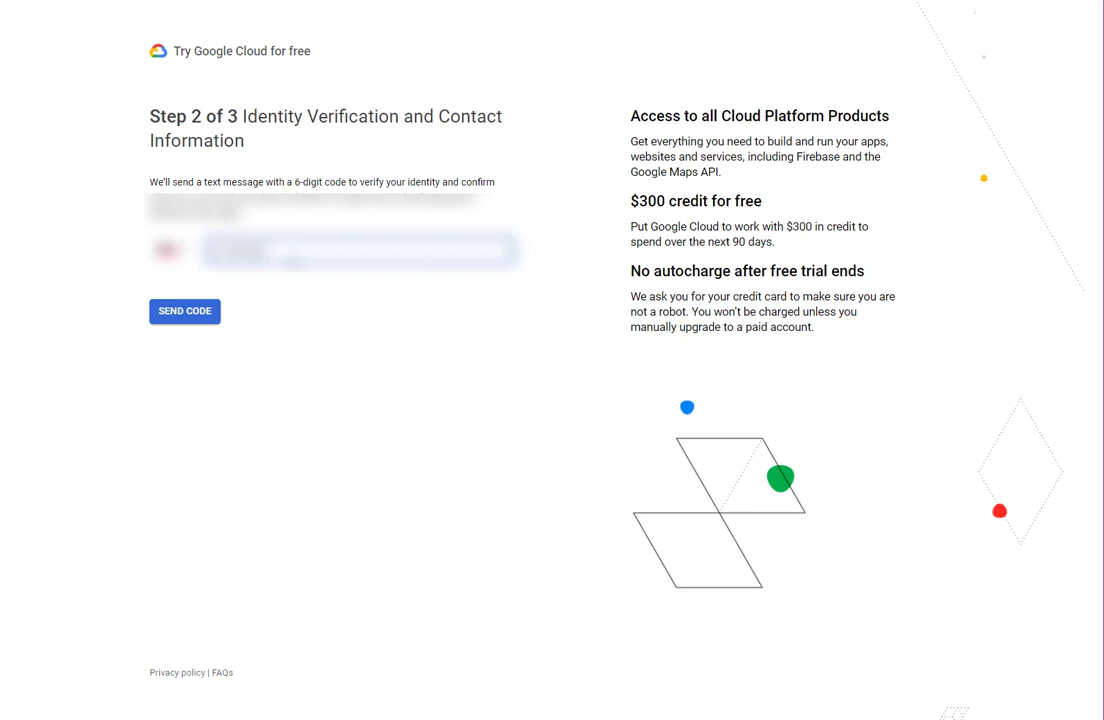 Try Google Cloud for free
Step 2 of 3 Identity Verification and Contact
Information
We'll send a text message with a 6-digit code to verify your identity and confirm
SEND CODE
Access to all Cloud Platform Products
Get everything you need to build and run your apps,
websites and services, including Firebase and the
Google Maps API.
$300 credit for free
Put Google Cloud to work with $300 in credit to
spend over the next 90 days.
No autocharge after free trial ends
We ask you for your credit card to make sure you are
not a robot. You won't be charged unless you
manually upgrade to a paid account.
Privacy policy | FAQs